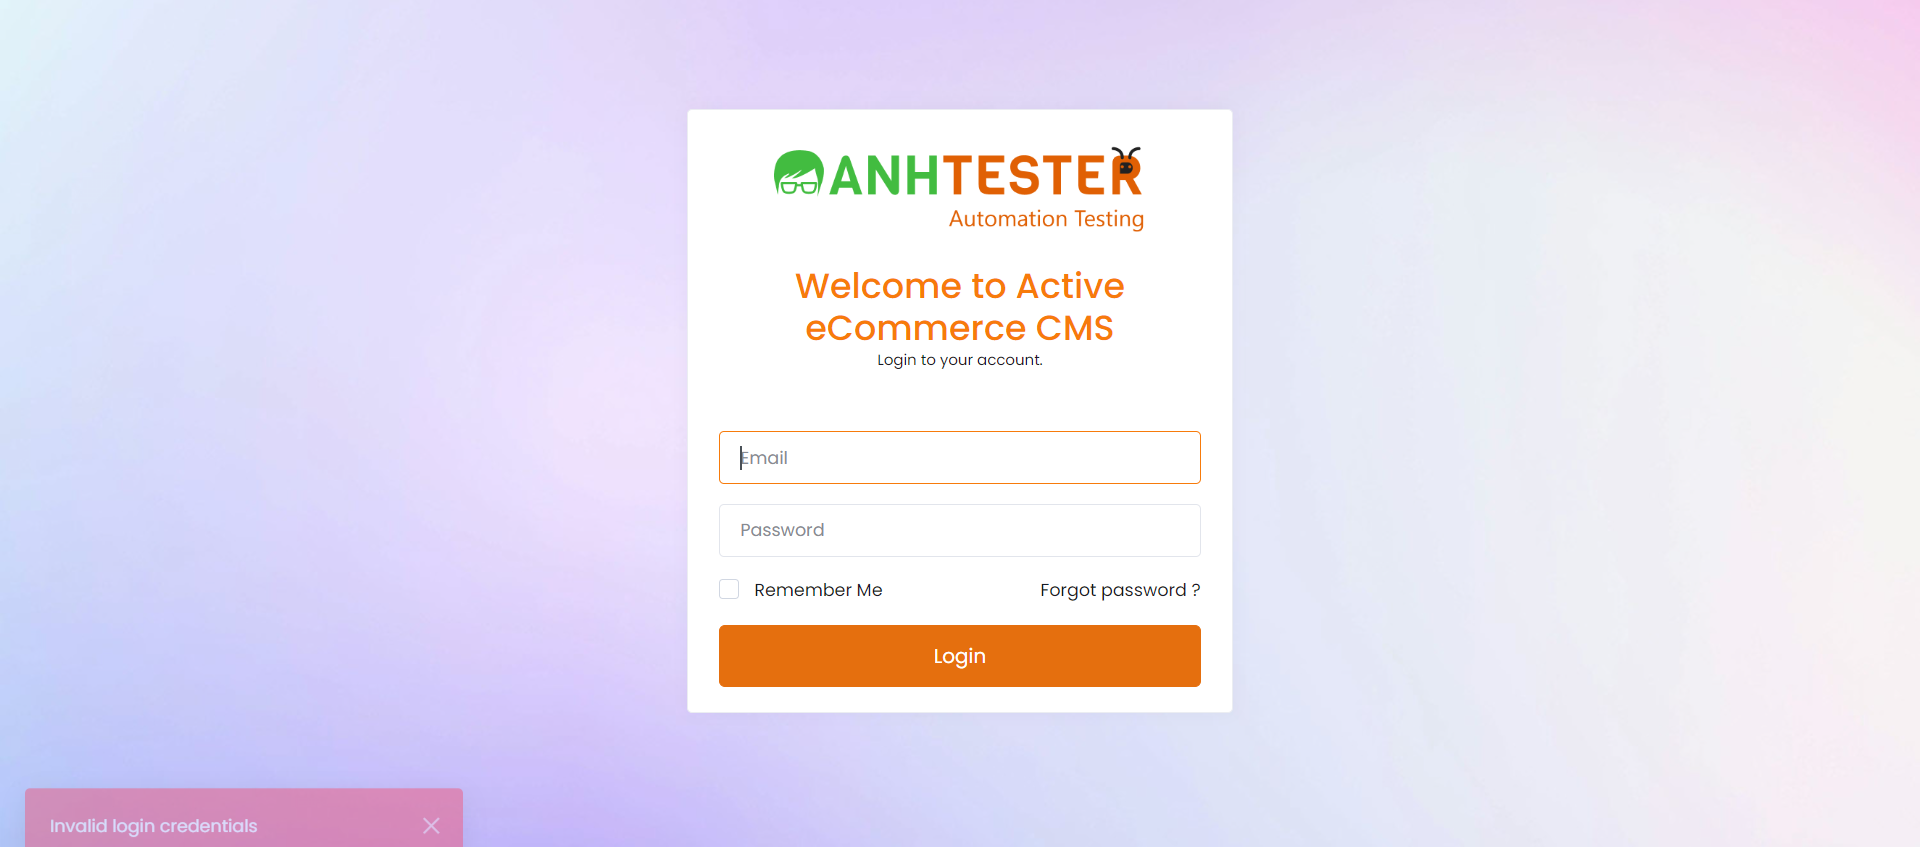 ANHTESTER
Automation Testing
Welcome to Active
eCommerce CMS
Login to your account.
Email
Password
Remember Me
Forgot password ?
Login
Invalid login credentials